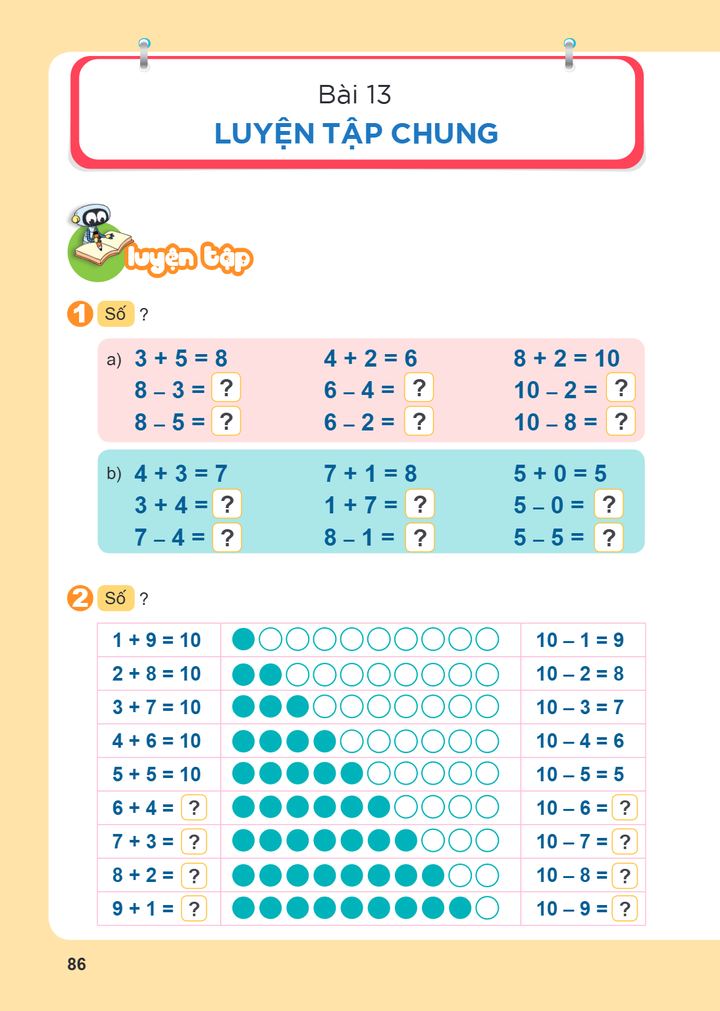 Bài 13
LUYỆN TẬP CHUNG
luyện tập
1 Số ?
a) 3 + 5 = 8 4 + 2 = 6 8 + 2 = 10
8 – 3 = ? 6 – 4 = ? 10 – 2 = ?
8 – 5 = ? 6 – 2 = ? 10 – 8 = ?
b) 4 + 3 = 7 7 + 1 = 8 5 + 0 = 5
3 + 4 = ? 1 + 7 = ? 5 – 0 = ?
7 – 4 = ? 8 – 1 = ? 5 – 5 = ?
2 Số ?
1 + 9 = 10 10 – 1 = 9
2 + 8 = 10 10 – 2 = 8
3 + 7 = 10 10 – 3 = 7
4 + 6 = 10 10 – 4 = 6
5 + 5 = 10 10 – 5 = 5
6 + 4 = ? 10 – 6 = ?
7 + 3 = ? 10 – 7 = ?
8 + 2 = ? 10 – 8 = ?
9 + 1 = ? 10 – 9 = ?
86